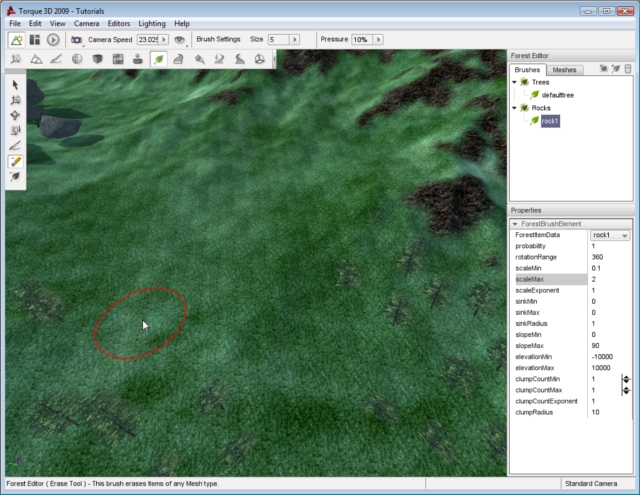 Torque 3D 2009 - Tutorials
File Edit View Camera Editors Lighting Help
Camera Speed 23.025 Brush Settings Size 5 Pressure 10%
Forest Editor
Brushes Meshes
Trees
defaulttree
Rocks
rock1
Properties
ForestBrushElement
ForestItemData rock1
probability 1
rotationRange 360
scaleMin 0.1
scaleMax 2
scaleExponent 1
sinkMin 0
sinkMax 0
sinkRadius 1
slopeMin 0
slopeMax 90
elevationMin -10000
elevationMax 10000
clumpCountMin 1
clumpCountMax 1
clumpCountExponent 1
clumpRadius 10
Forest Editor ( Erase Tool ) - This brush erases Items of any Mesh type. Standard Camera